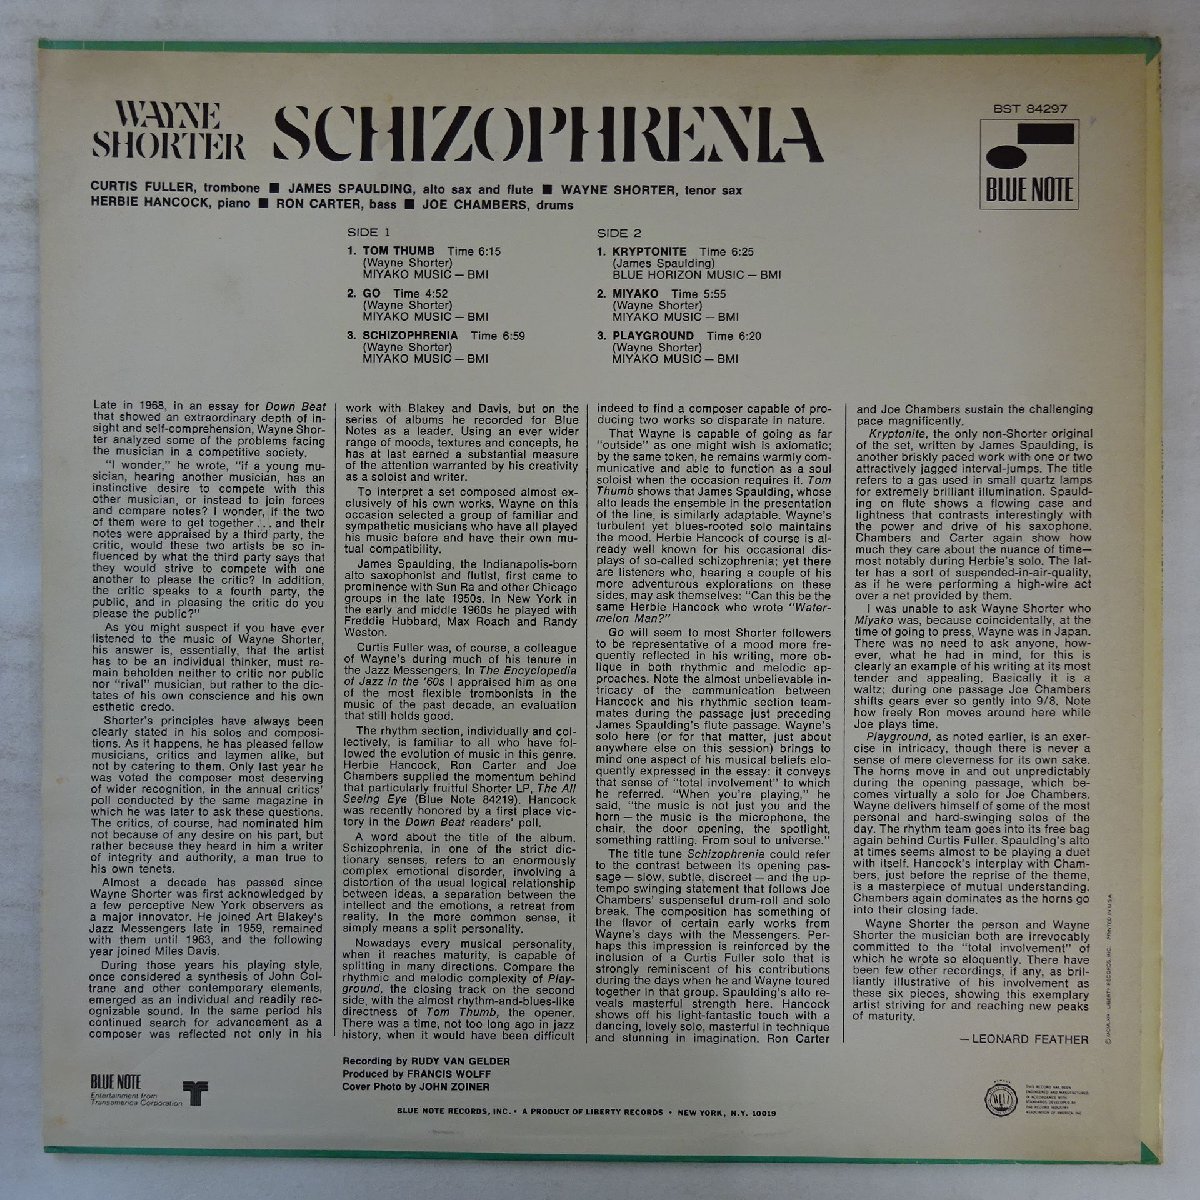 WAYNE
SHORTER
SCHIZOPHRENIA
BST 84297
BLUE NOTE
CURTIS FULLER, trombone ■ JAMES SPAULDING, alto sax and flute ■ WAYNE SHORTER, tenor sax
HERBIE HANCOCK, piano ■ RON CARTER, bass ■ JOE CHAMBERS, drums
SIDE 1
1. TOM THUMB Time 6:15
(Wayne Shorter)
MIYAKO MUSIC — BMI
2. GO Time 4:52
(Wayne Shorter)
MIYAKO MUSIC — BMI
3. SCHIZOPHRENIA Time 6:59
(Wayne Shorter)
MIYAKO MUSIC — BMI
SIDE 2
1. KRYPTONITE Time 6:25
(James Spaulding)
BLUE HORIZON MUSIC — BMI
2. MIYAKO Time 5:55
(Wayne Shorter)
MIYAKO MUSIC — BMI
3. PLAYGROUND Time 6:20
(Wayne Shorter)
MIYAKO MUSIC — BMI
Late in 1968, in an essay for Down Beat
that showed an extraordinary depth of in-
sight and self-comprehension, Wayne Shor-
ter analyzed some of the problems facing
the musician in a competitive society.
"I wonder," he wrote, "if a young mu-
sician, hearing another musician, has an
instinctive desire to compete with this
other musician, or instead to join forces
and compare notes? I wonder, if the two
of them were to get together ... and their
notes were appraised by a third party, the
critic, would these two artists be so in-
fluenced by what the third party says that
they would strive to compete with one
another to please the critic? In addition,
the critic speaks to a fourth party, the
public, and in pleasing the critic do you
please the public?"
As you might suspect if you have ever
listened to the music of Wayne Shorter,
his answer is, essentially, that the artist
has to be an individual thinker, must re-
main beholden neither to critic nor public
nor "rival" musician, but rather to the dic-
tates of his own conscience and his own
esthetic credo.
Shorter's principles have always been
clearly stated in his solos and composi-
tions. As it happens, he has pleased fellow
musicians, critics and laymen alike, but
not by catering to them. Only last year he
was voted the composer most deserving
of wider recognition, in the annual critics'
poll conducted by the same magazine in
which he was later to ask these questions.
The critics, of course, had nominated him
not because of any desire on his part, but
rather because they heard in him a writer
of integrity and authority, a man true to
his own tenets.
Almost a decade has passed since
Wayne Shorter was first acknowledged by
a few perceptive New York observers as
a major innovator. He joined Art Blakey's
Jazz Messengers late in 1959, remained
with them until 1963, and the following
year joined Miles Davis.
During those years his playing style,
once considered a synthesis of John Col-
trane and other contemporary elements,
emerged as an individual and readily rec-
ognizable sound. In the same period his
continued search for advancement as a
composer was reflected not only in his
work with Blakey and Davis, but on the
series of albums he recorded for Blue
Notes as a leader. Using an ever wider
range of moods, textures and concepts, he
has at last earned a substantial measure
of the attention warranted by his creativity
as a soloist and writer.
To interpret a set composed almost ex-
clusively of his own works, Wayne on this
occasion selected a group of familiar and
sympathetic musicians who have all played
his music before and have their own mu-
tual compatibility.
James Spaulding, the Indianapolis-born
alto saxophonist and flutist, first came to
prominence with Sun Ra and other Chicago
groups in the late 1950s. In New York in
the early and middle 1960s he played with
Freddie Hubbard, Max Roach and Randy
Weston.
Curtis Fuller was, of course, a colleague
of Wayne's during much of his tenure in
the Jazz Messengers. In The Encyclopedia
of Jazz in the '60s I appraised him as one
of the most flexible trombonists in the
music of the past decade, an evaluation
that still holds good.
The rhythm section, individually and col-
lectively, is familiar to all who have fol-
lowed the evolution of music in this genre.
Herbie Hancock, Ron Carter and Joe
Chambers supplied the momentum behind
that particularly fruitful Shorter LP, The All
Seeing Eye (Blue Note 84219). Hancock
was recently honored by a first place vic-
tory in the Down Beat readers' poll.
A word about the title of the album.
Schizophrenia, in one of the strict dic-
tionary senses, refers to an enormously
complex emotional disorder, involving a
distortion of the usual logical relationship
between ideas, a separation between the
intellect and the emotions, a retreat from
reality. In the more common sense, it
simply means a split personality.
Nowadays every musical personality,
when it reaches maturity, is capable of
splitting in many directions. Compare the
rhythmic and melodic complexity of Play-
ground, the closing track on the second
side, with the almost rhythm-and-blues-like
directness of Tom Thumb, the opener.
There was a time, not too long ago in jazz
history, when it would have been difficult
indeed to find a composer capable of pro-
ducing two works so disparate in nature.
That Wayne is capable of going as far
"outside" as one might wish is axiomatic;
by the same token, he remains warmly com-
municative and able to function as a soul
soloist when the occasion requires it. Tom
Thumb shows that James Spaulding, whose
alto leads the ensemble in the presentation
of the line, is similarly adaptable. Wayne's
turbulent yet blues-rooted solo maintains
the mood. Herbie Hancock of course is al-
ready well known for his occasional dis-
plays of so-called schizophrenia; yet there
are listeners who, hearing a couple of his
more adventurous explorations on these
sides, may ask themselves: "Can this be the
same Herbie Hancock who wrote "Water-
melon Man?"
Go will seem to most Shorter followers
to be representative of a mood more fre-
quently reflected in his writing, more ob-
lique in both rhythmic and melodic ap-
proaches. Note the almost unbelievable in-
tricacy of the communication between
Hancock and his rhythmic section team-
mates during the passage just preceding
James Spaulding's flute passage. Wayne's
solo here (or for that matter, just about
anywhere else on this session) brings to
mind one aspect of his musical beliefs elo-
quently expressed in the essay: it conveys
that sense of "total involvement" to which
he referred. "When you're playing," he
said, "the music is not just you and the
horn — the music is the microphone, the
chair, the door opening, the spotlight,
something rattling. From soul to universe."
The title tune Schizophrenia could refer
to the contrast between its opening pas-
sage — slow, subtle, discreet — and the up-
tempo swinging statement that follows Joe
Chambers' suspenseful drum-roll and solo
break. The composition has something of
the flavor of certain early works from
Wayne's days with the Messengers. Per-
haps this impression is reinforced by the
inclusion of a Curtis Fuller solo that is
strongly reminiscent of his contributions
during the days when he and Wayne toured
together in that group. Spaulding's alto re-
veals masterful strength here. Hancock
shows off his light-fantastic touch with a
dancing, lovely solo, masterful in technique
and stunning in imagination. Ron Carter
and Joe Chambers sustain the challenging
pace magnificently.
Kryptonite, the only non-Shorter original
of the set, written by James Spaulding, is
another briskly paced work with one or two
attractively jagged interval-jumps. The title
refers to a gas used in small quartz lamps
for extremely brilliant illumination. Spauld-
ing on flute shows a flowing case and
lightness that contrasts interestingly with
the power and drive of his saxophone.
Chambers and Carter again show how
much they care about the nuance of time—
most notably during Herbie's solo. The lat-
ter has a sort of suspended-in-air-quality,
as if he were performing a high-wire act
over a net provided by them.
I was unable to ask Wayne Shorter who
Miyako was, because coincidentally, at the
time of going to press, Wayne was in Japan.
There was no need to ask anyone, how-
ever, what he had in mind, for this is
clearly an example of his writing at its most
tender and appealing. Basically it is a
waltz; during one passage Joe Chambers
shifts gears ever so gently into 9/8. Note
how freely Ron moves around here while
Joe plays time.
Playground, as noted earlier, is an exer-
cise in intricacy, though there is never a
sense of mere cleverness for its own sake.
The horns move in and out unpredictably
during the opening passage, which be-
comes virtually a solo for Joe Chambers.
Wayne delivers himself of some of the most
personal and hard-swinging solos of the
day. The rhythm team goes into its free bag
again behind Curtis Fuller. Spaulding's alto
at times seems almost to be playing a duet
with itself. Hancock's interplay with Cham-
bers, just before the reprise of the theme,
is a masterpiece of mutual understanding.
Chambers again dominates as the horns go
into their closing fade.
Wayne Shorter the person and Wayne
Shorter the musician both are irrevocably
committed to the "total involvement" of
which he wrote so eloquently. There have
been few other recordings, if any, as bril-
liantly illustrative of his involvement as
these six pieces, showing this exemplary
artist striving for and reaching new peaks
of maturity.
— LEONARD FEATHER
Recording by RUDY VAN GELDER
Produced by FRANCIS WOLFF
Cover Photo by JOHN ZOINER
BLUE NOTE
Entertainment from
Transamerica Corporation
BLUE NOTE RECORDS, INC. • A PRODUCT OF LIBERTY RECORDS • NEW YORK, N.Y. 10019